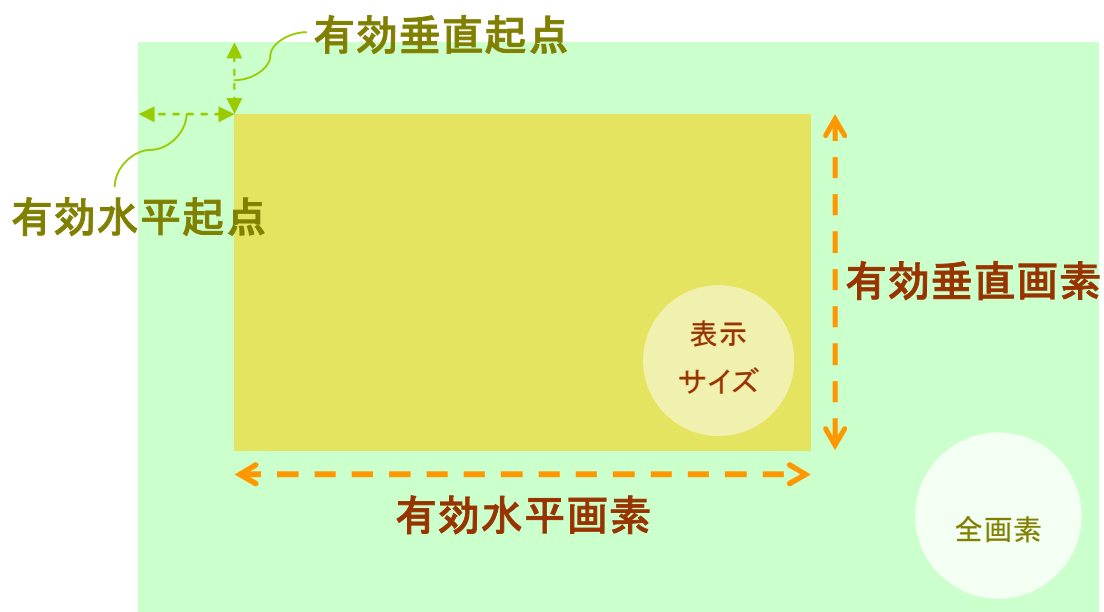 有効垂直起点
有効水平起点
有効垂直画素
表示
サイズ
有効水平画素
全画素